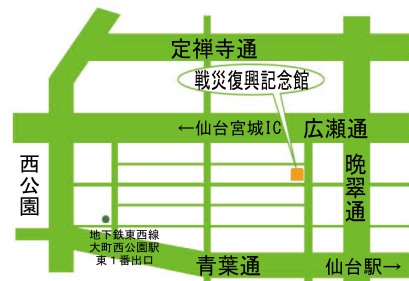 定禅寺通
戦災復興記念館
←仙台宮城IC
広瀬通
西公園
晩翠通
地下鉄東西線
大町西公園駅
東1番出口
青葉通
仙台駅→